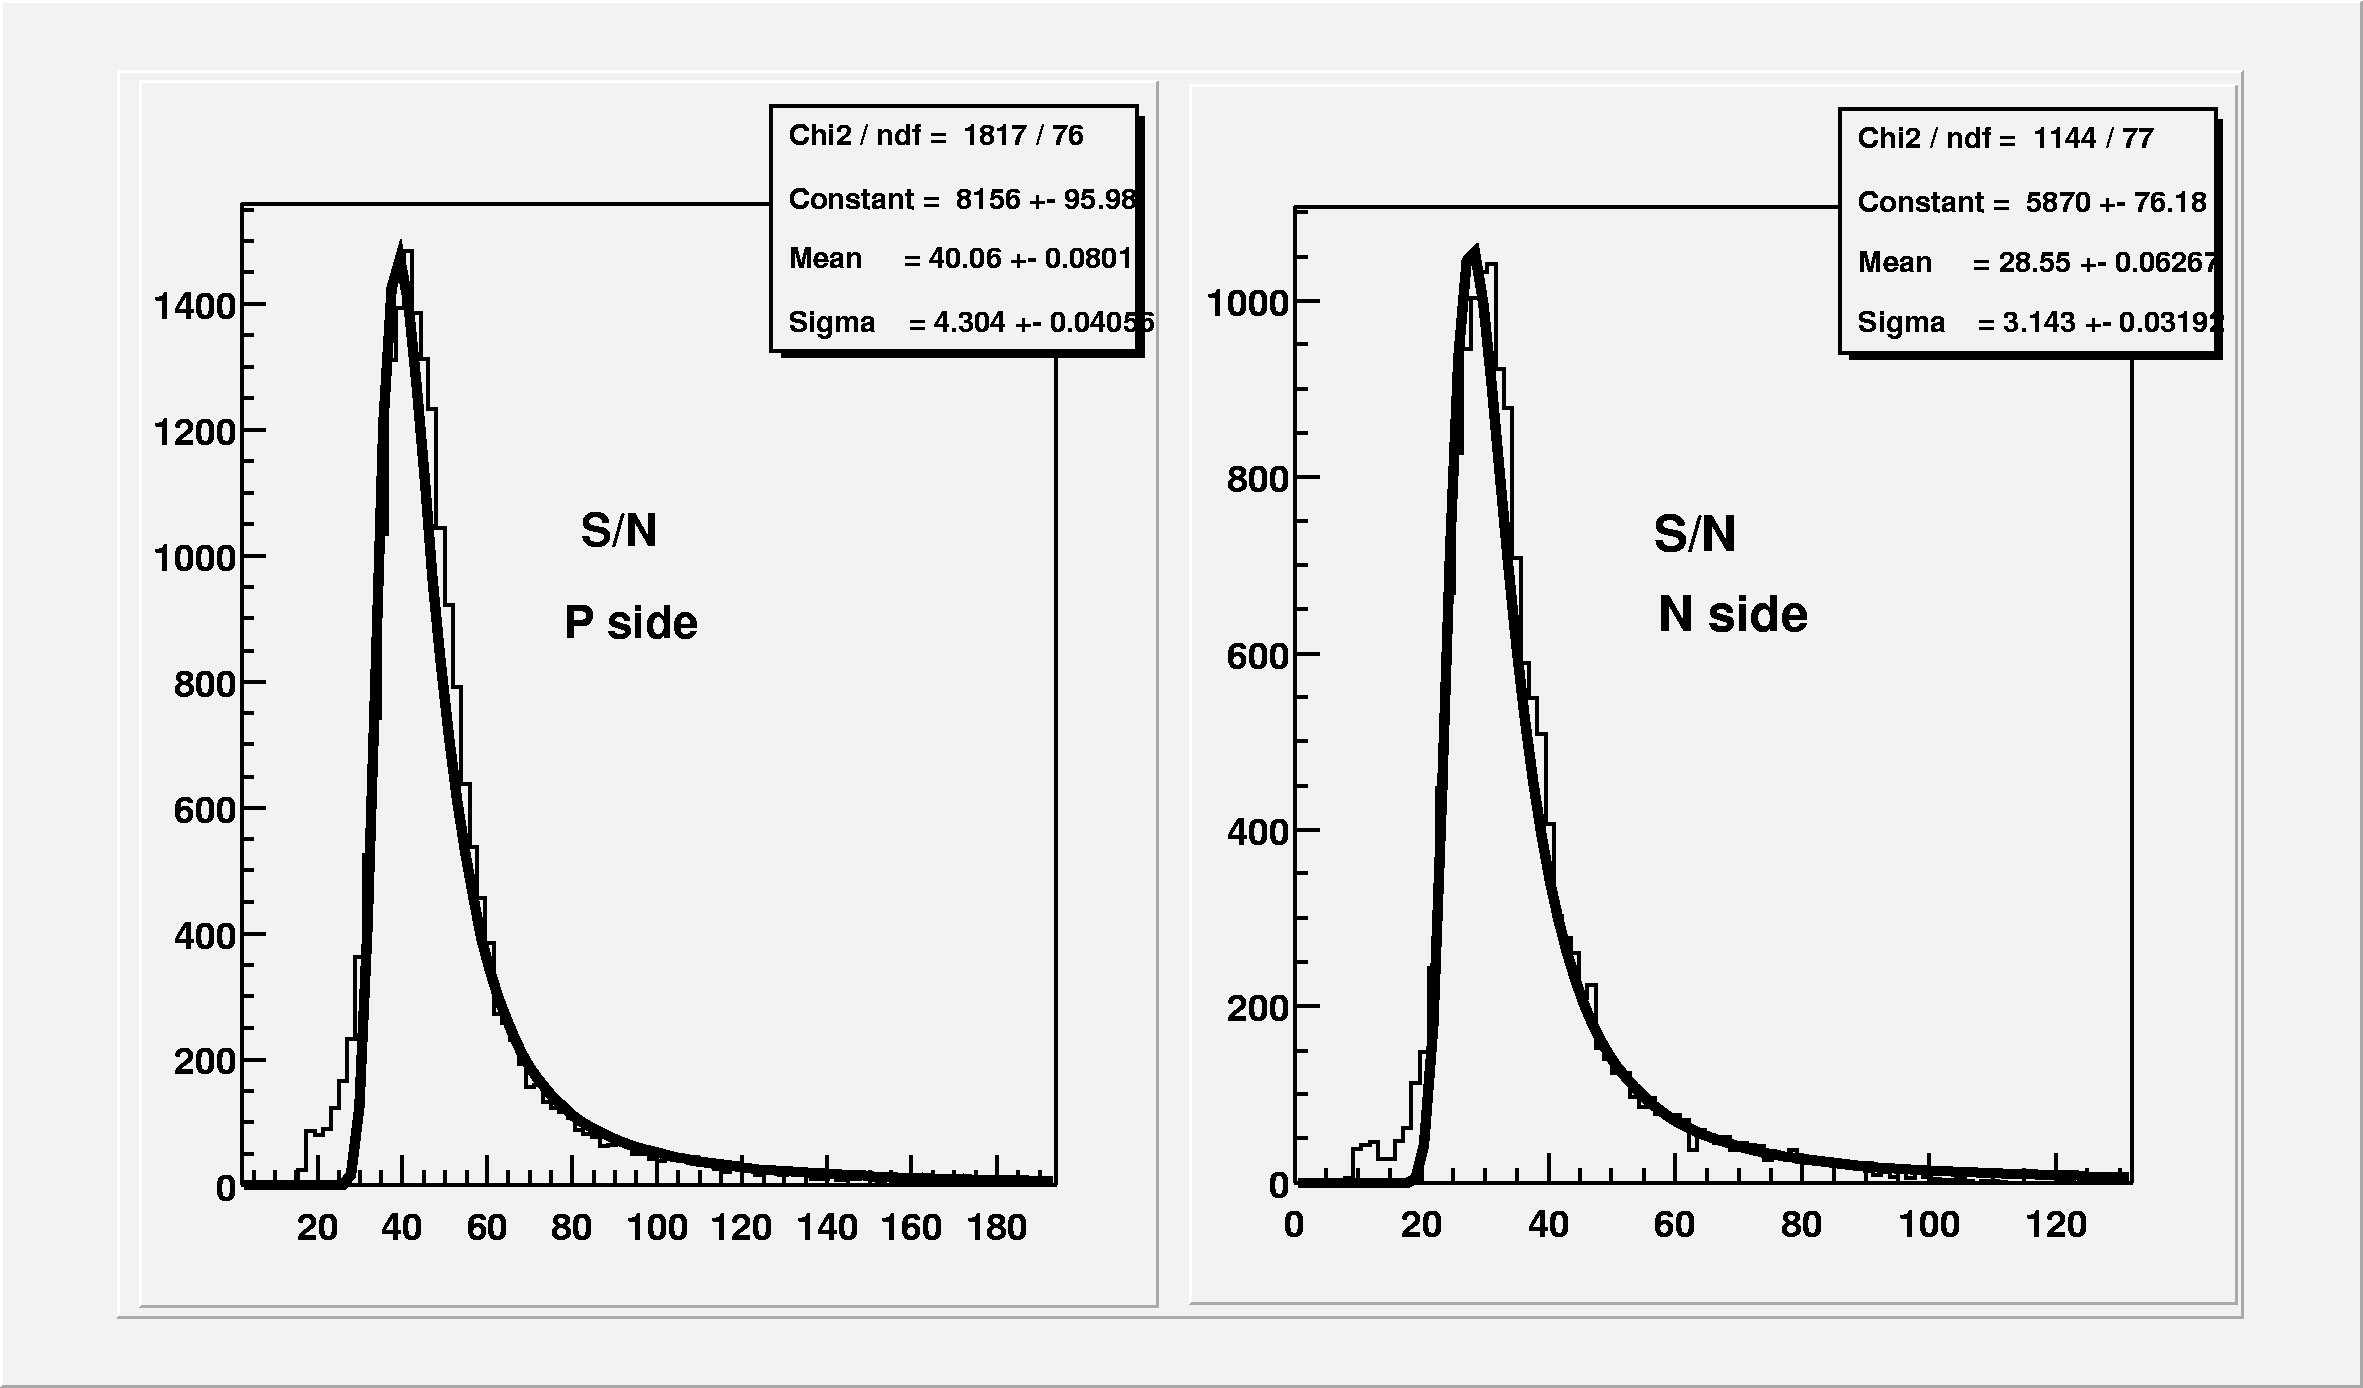 Chi2 / ndf = 1817 / 76
Constant = 8156 +- 95.98
Mean = 40.06 +- 0.0801
Sigma = 4.304 +- 0.04056
1400
1200
1000
800
600
400
200
0
S/N
P side
20 40 60 80 100 120 140 160 180
Chi2 / ndf = 1144 / 77
Constant = 5870 +- 76.18
Mean = 28.55 +- 0.06267
Sigma = 3.143 +- 0.03192
1000
800
600
400
200
0
S/N
N side
0 20 40 60 80 100 120